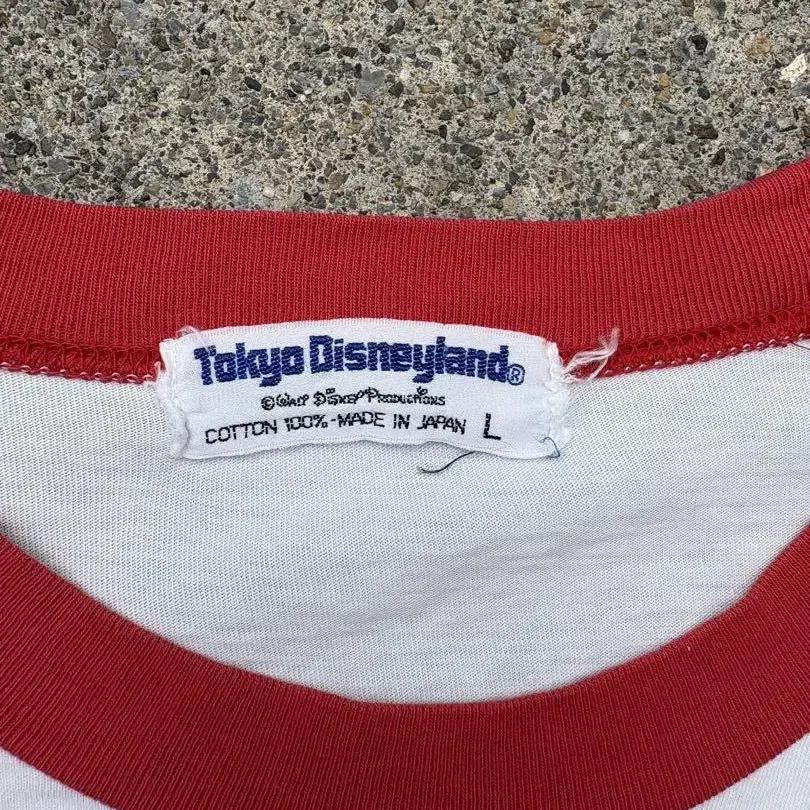 Tokyo Disneyland®
© WALT DISNEY PRODUCTIONS
COTTON 100%-MADE IN JAPAN L